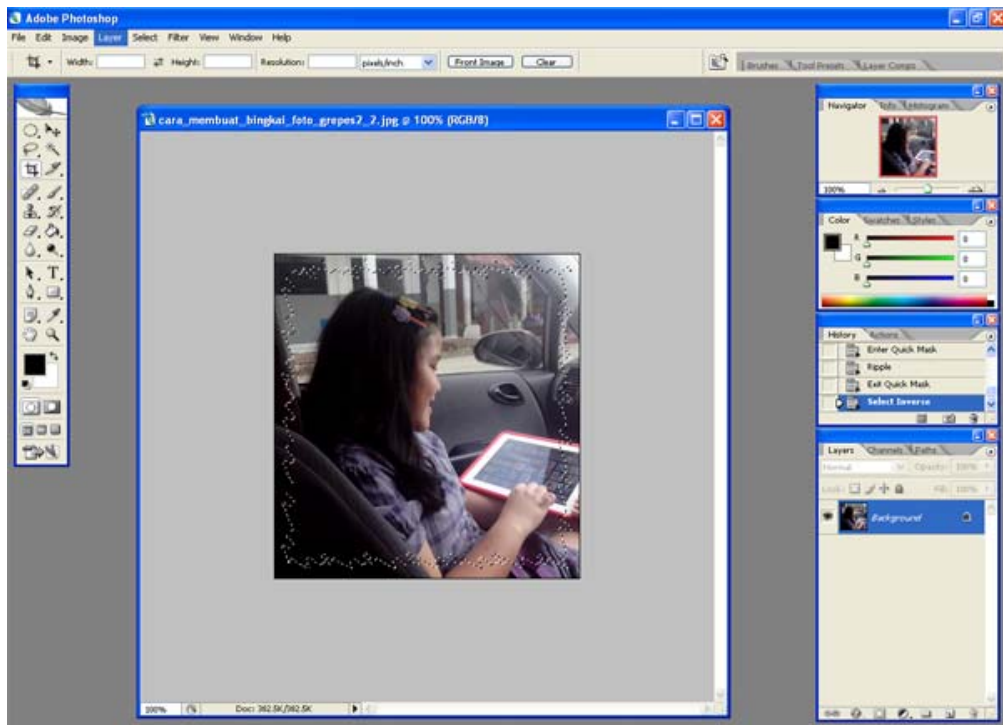 Adobe Photoshop
File Edit Image Layer Select Filter View Window Help
Width: Height: Resolution: pixels/inch Front Image Clear
Brushes Tool Presets Layer Comps
cara_membuat_bingkai_foto_grepes2_2.jpg @ 100% (RGB/8)
Navigator Info Histogram
100%
Color Swatches Styles
R 0
G 0
B 0
History Actions
Enter Quick Mask
Ripple
Exit Quick Mask
Select Inverse
Layers Channels Paths
Normal Opacity: 100%
Lock: Fill: 100%
Background
100% Doc: 362.5K/362.5K